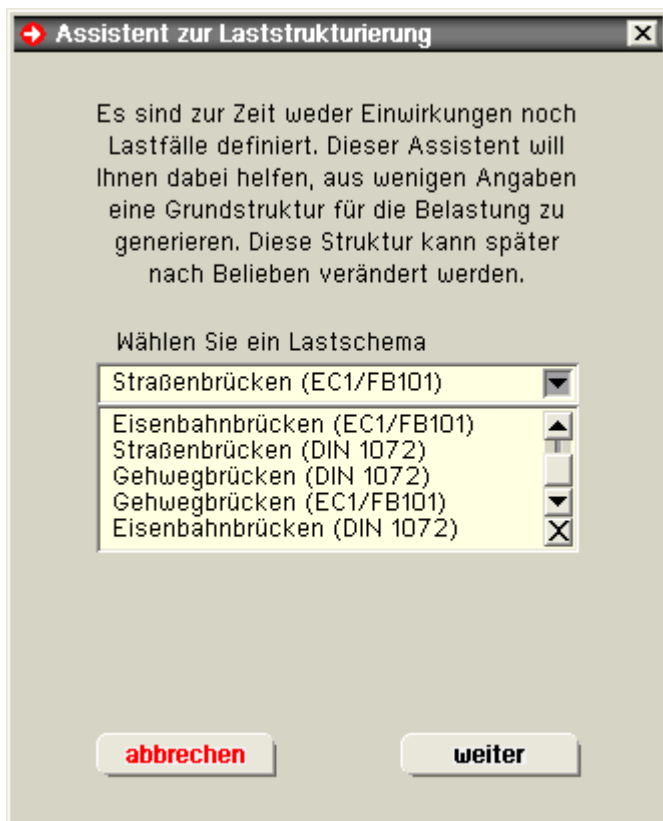 Assistent zur Laststrukturierung
Es sind zur Zeit weder Einwirkungen noch
Lastfälle definiert. Dieser Assistent will
Ihnen dabei helfen, aus wenigen Angaben
eine Grundstruktur für die Belastung zu
generieren. Diese Struktur kann später
nach Belieben verändert werden.
Wählen Sie ein Lastschema
Straßenbrücken (EC1/FB101)
Eisenbahnbrücken (EC1/FB101)
Straßenbrücken (DIN 1072)
Gehwegbrücken (DIN 1072)
Gehwegbrücken (EC1/FB101)
Eisenbahnbrücken (DIN 1072)
abbrechen
weiter